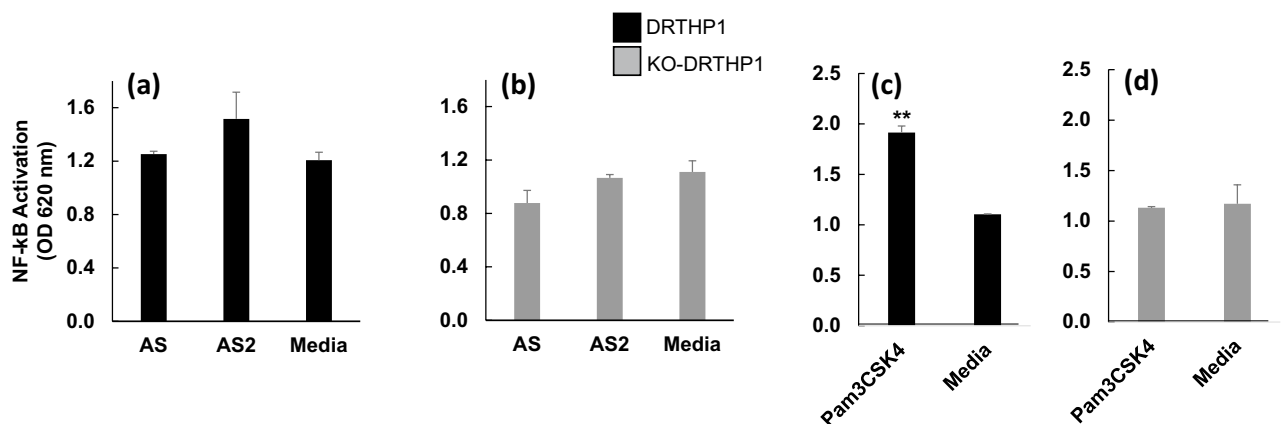 DRTHP1
KO-DRTHP1
NF-kB Activation
(OD 620 nm)
(a)
1.6
1.2
0.8
0.4
0.0
AS AS2 Media
(b)
1.6
1.2
0.8
0.4
0.0
AS AS2 Media
(c)
2.5
2.0
1.5
1.0
0.5
0.0
**
Pam3CSK4 Media
(d)
2.5
2.0
1.5
1.0
0.5
0.0
Pam3CSK4 Media